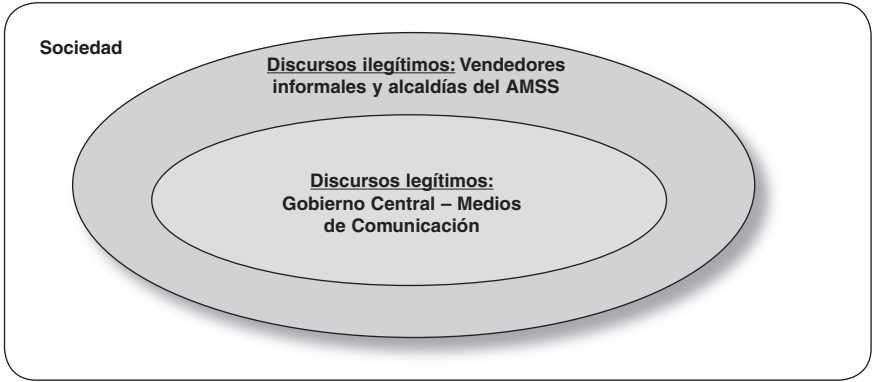 Sociedad
Discursos ilegítimos: Vendedores
informales y alcaldías del AMSS
Discursos legítimos:
Gobierno Central – Medios
de Comunicación